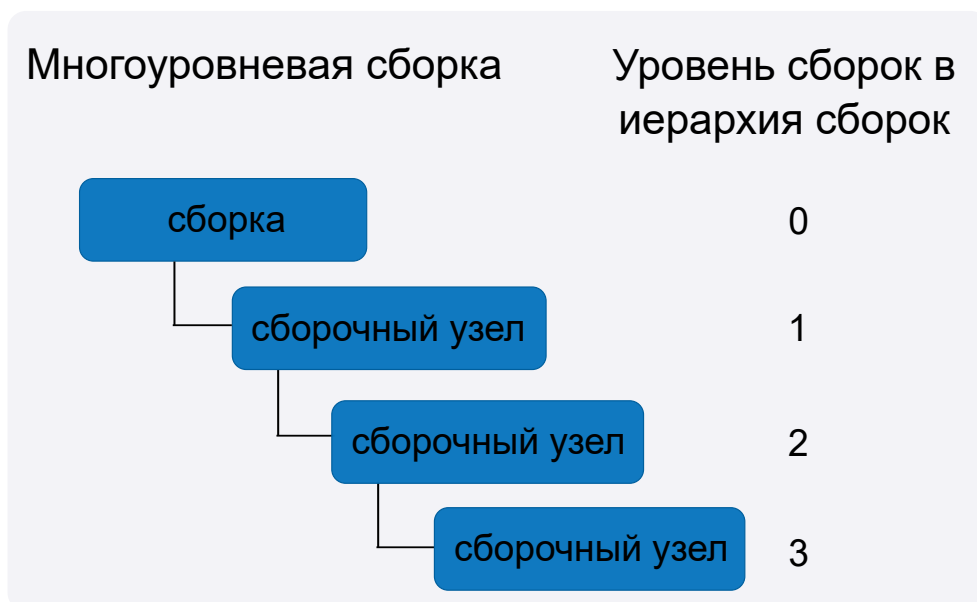 Многоуровневая сборка
Уровень сборок в
иерархия сборок
сборка
0
сборочный узел
1
сборочный узел
2
сборочный узел
3